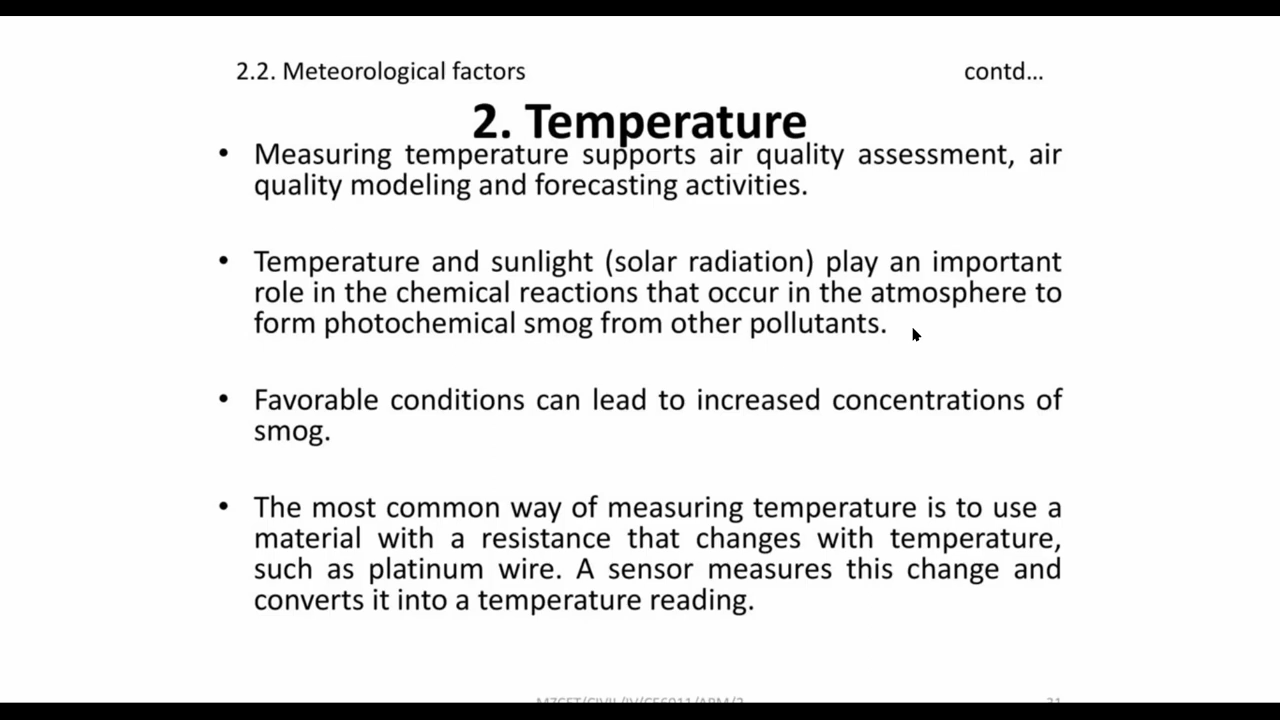 2.2. Meteorological factors contd...
2. Temperature
• Measuring temperature supports air quality assessment, air
quality modeling and forecasting activities.
• Temperature and sunlight (solar radiation) play an important
role in the chemical reactions that occur in the atmosphere to
form photochemical smog from other pollutants.
• Favorable conditions can lead to increased concentrations of
smog.
• The most common way of measuring temperature is to use a
material with a resistance that changes with temperature,
such as platinum wire. A sensor measures this change and
converts it into a temperature reading.